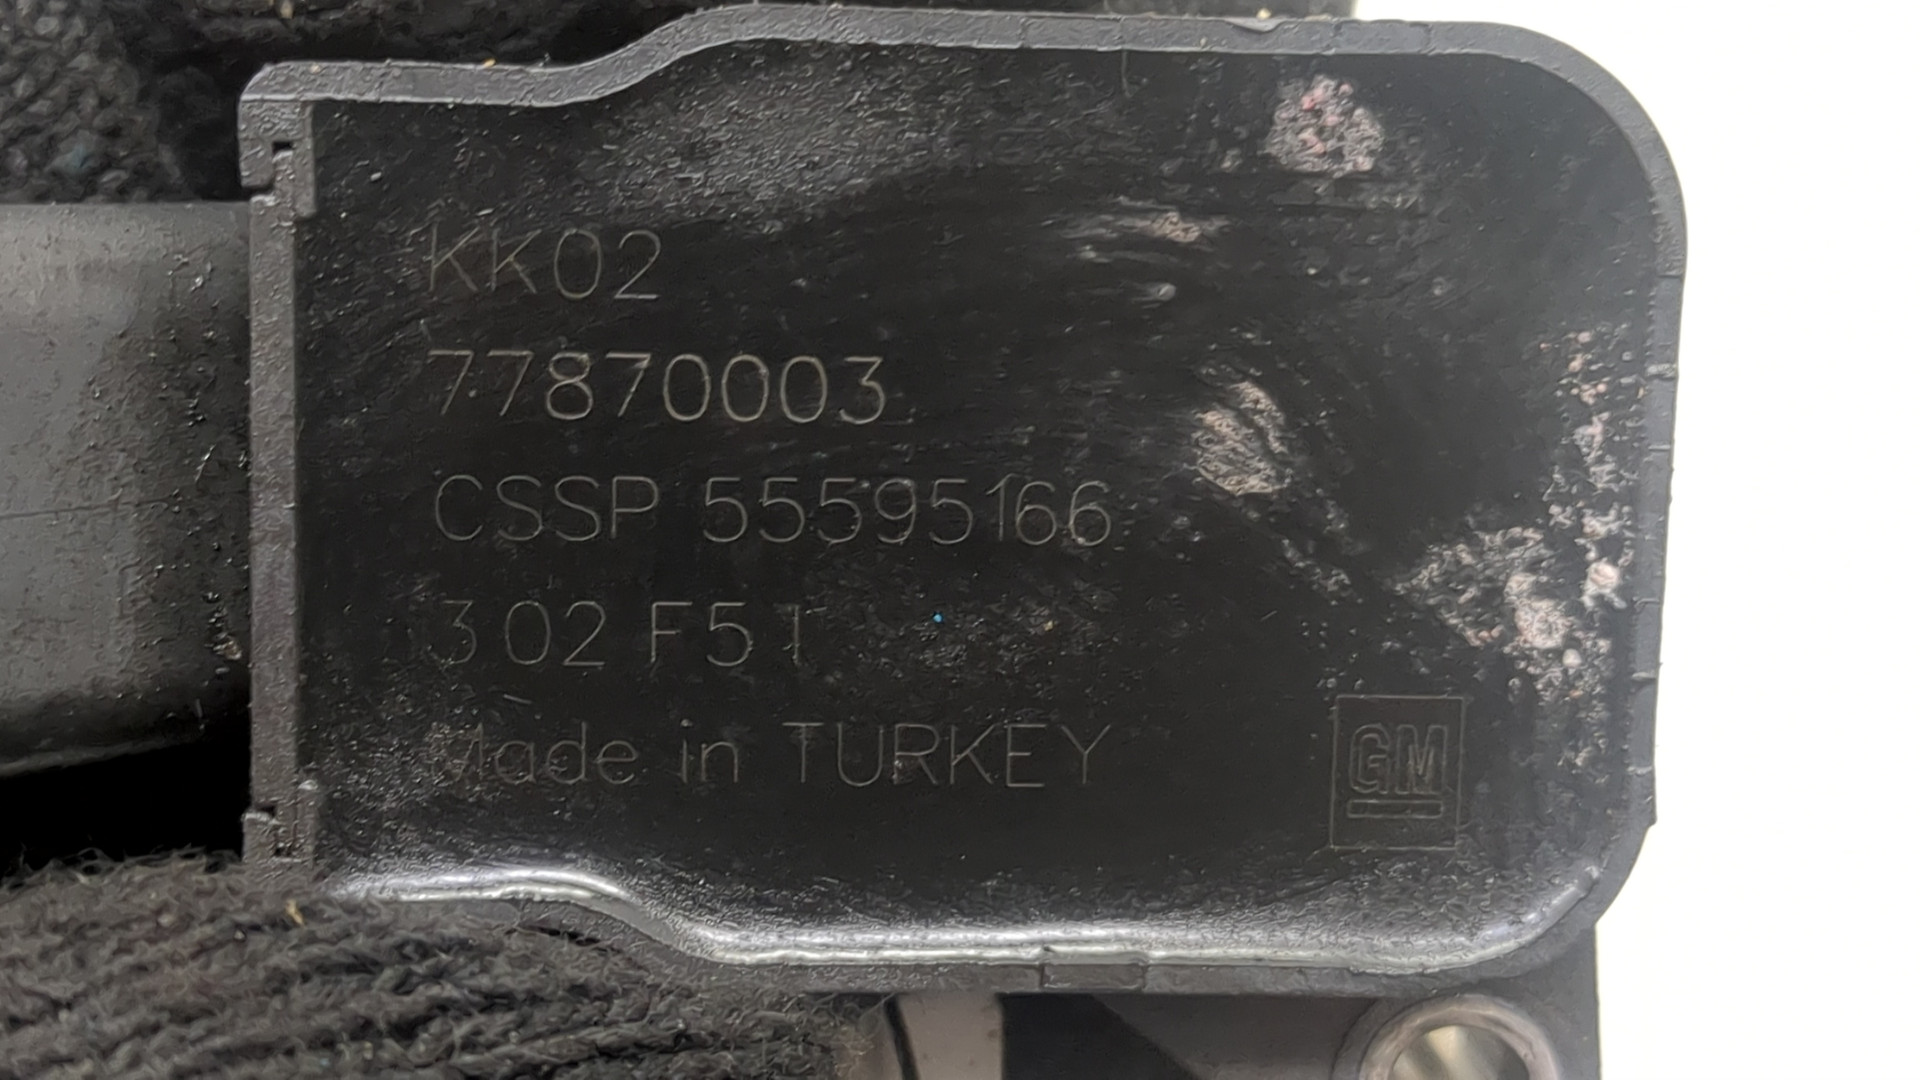 KK02
77870003
CSSP 55595166
302 F51
Made in TURKEY
GM